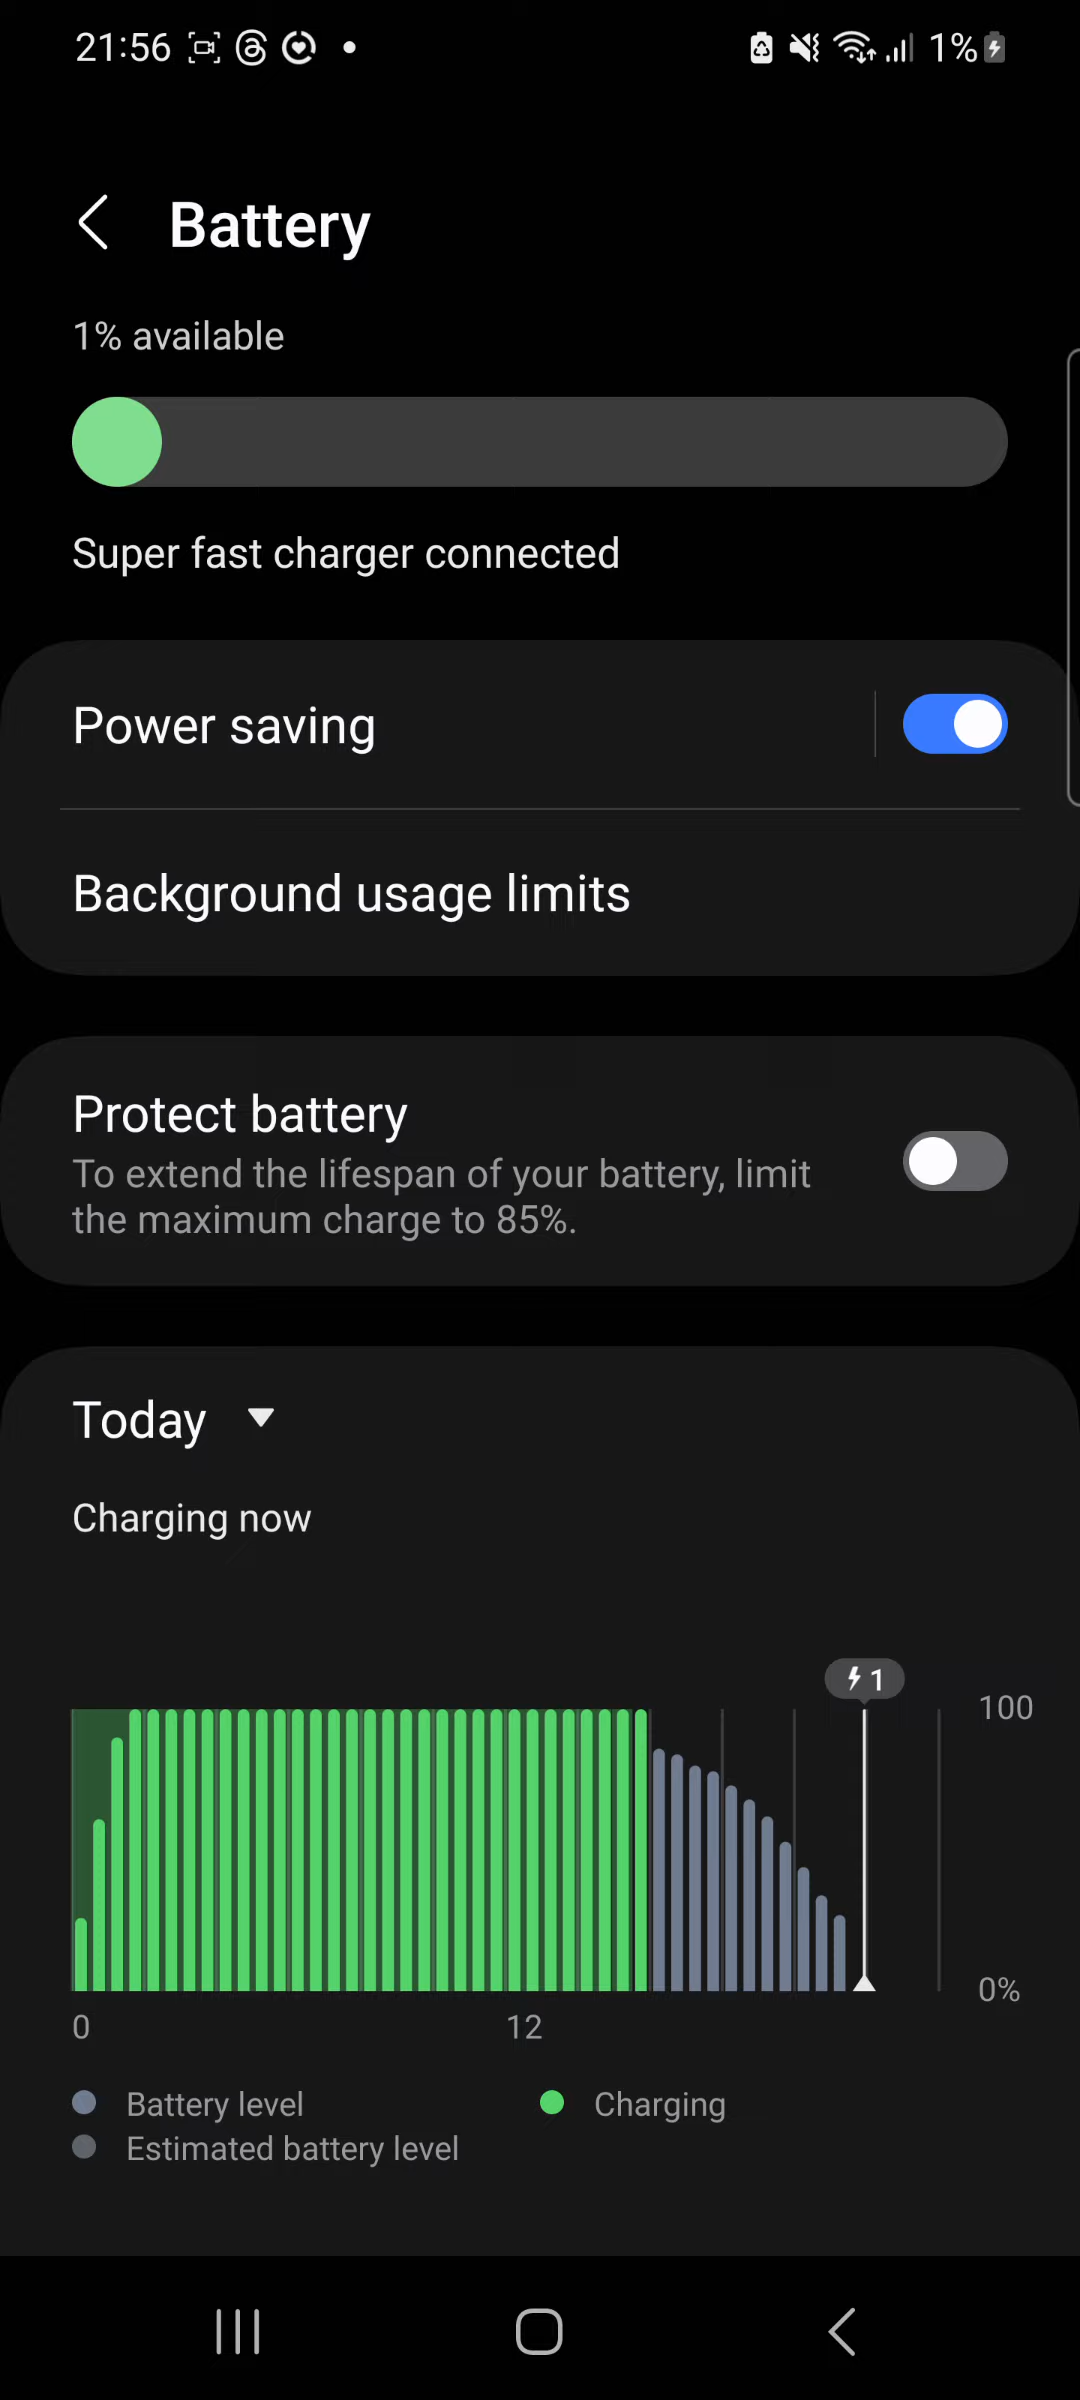 21:56 1%
Battery
1% available
Super fast charger connected
Power saving
Background usage limits
Protect battery
To extend the lifespan of your battery, limit
the maximum charge to 85%.
Today
Charging now
1
100
0%
0 12
Battery level Charging
Estimated battery level